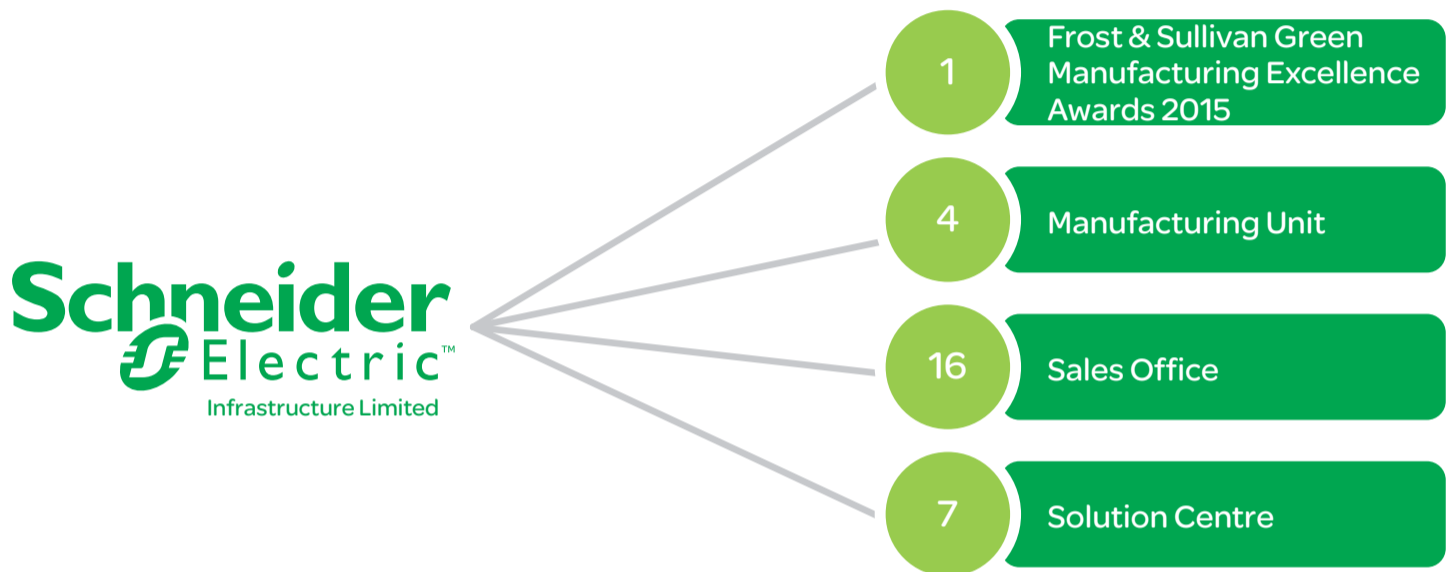 Schneider
Electric™
Infrastructure Limited
1
Frost & Sullivan Green
Manufacturing Excellence
Awards 2015
4
Manufacturing Unit
16
Sales Office
7
Solution Centre